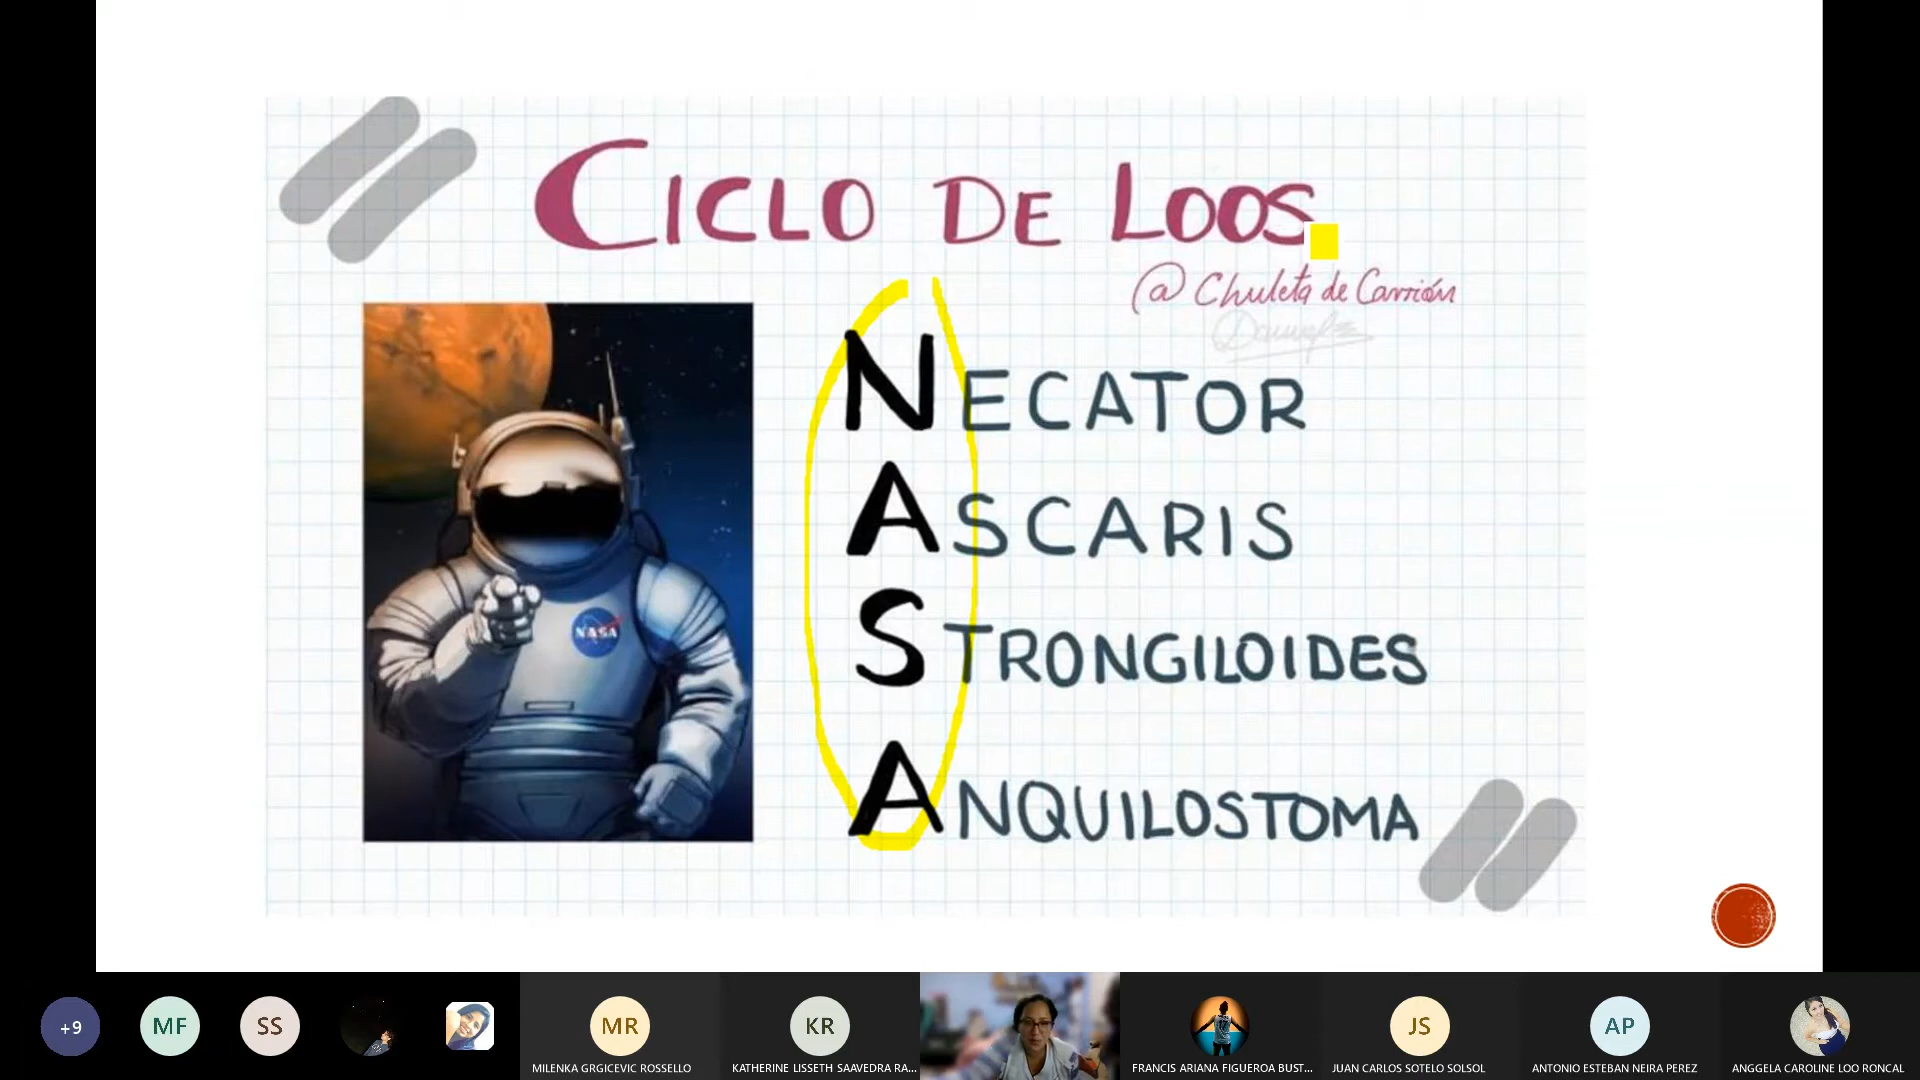 CICLO DE LOOS
@ Chuleta de Carrión
NECATOR
ASCARIS
STRONGILOIDES
ANQUILOSTOMA
NASA
+9
MF
SS
MR
KR
JS
AP
MILENKA GRGICEVIC ROSSELLO
KATHERINE LISSETH SAAVEDRA RA...
FRANCIS ARIANA FIGUEROA BUST...
JUAN CARLOS SOTELO SOLSOL
ANTONIO ESTEBAN NEIRA PEREZ
ANGGELA CAROLINE LOO RONCAL